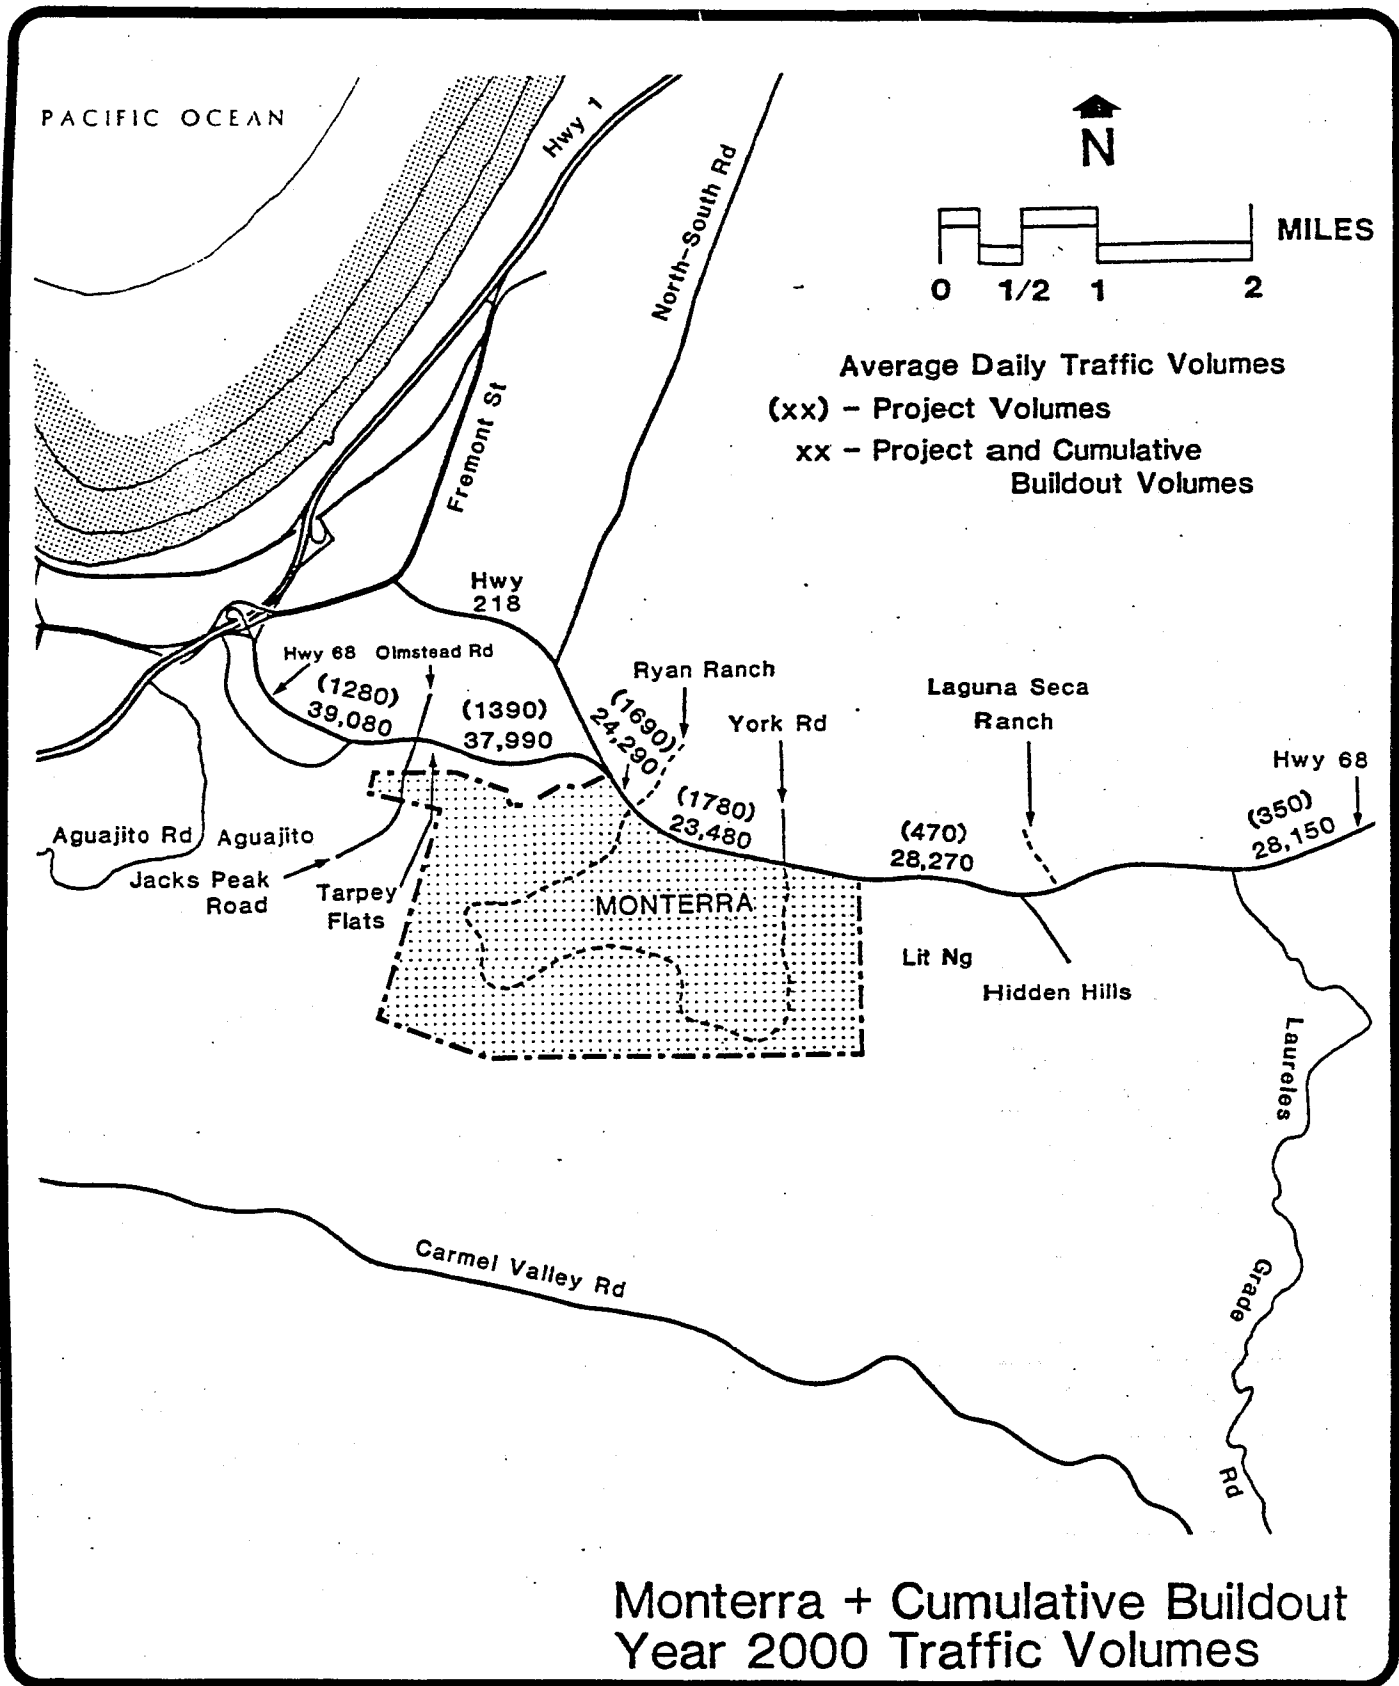 PACIFIC OCEAN
Hwy 1
North-South Rd
N
MILES
0 1/2 1 2
Average Daily Traffic Volumes
(xx) - Project Volumes
xx - Project and Cumulative
Buildout Volumes
Fremont St
Hwy
218
Hwy 68
Olmstead Rd
(1280)
39,080
(1390)
37,990
(1690)
24,290
Ryan Ranch
York Rd
(1780)
23,480
Laguna Seca
Ranch
(470)
28,270
Hwy 68
(350)
28,150
Aguajito Rd
Aguajito
Jacks Peak
Road
Tarpey
Flats
MONTERRA
Lit Ng
Hidden Hills
Laureles
Grade
Rd
Carmel Valley Rd
Monterra + Cumulative Buildout
Year 2000 Traffic Volumes